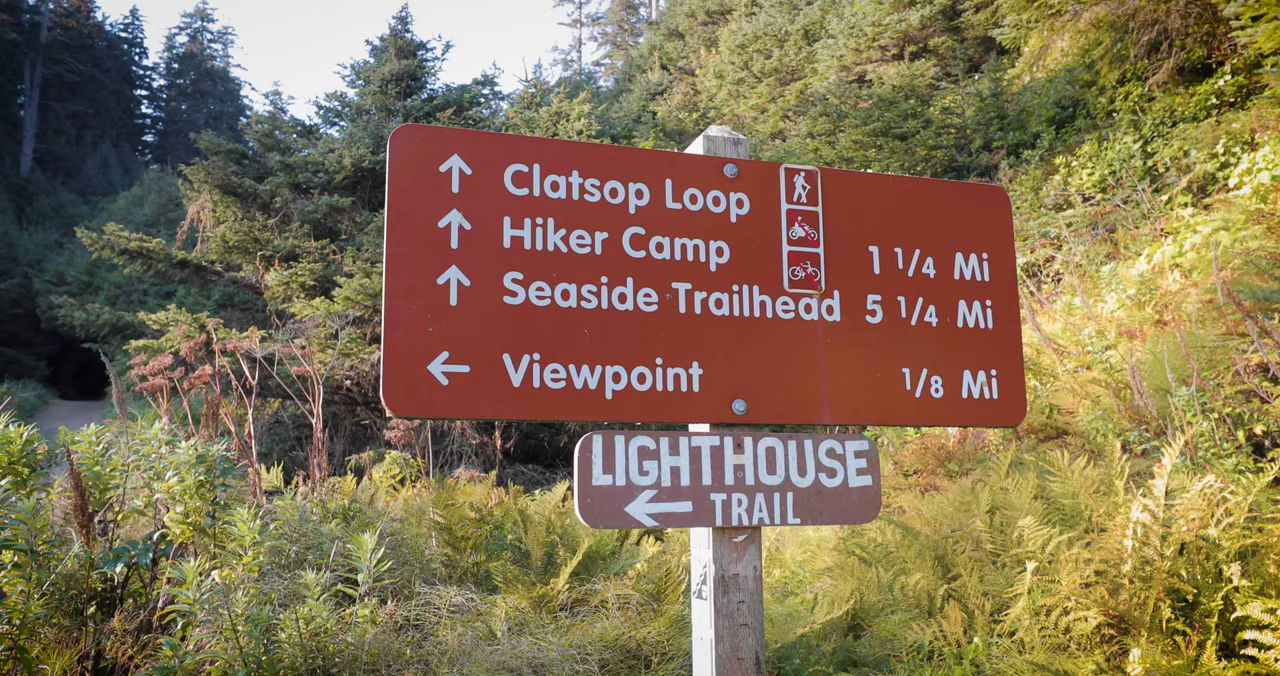 ↑ Clatsop Loop
↑ Hiker Camp 1 1/4 Mi
↑ Seaside Trailhead 5 1/4 Mi
← Viewpoint 1/8 Mi
LIGHTHOUSE
← TRAIL